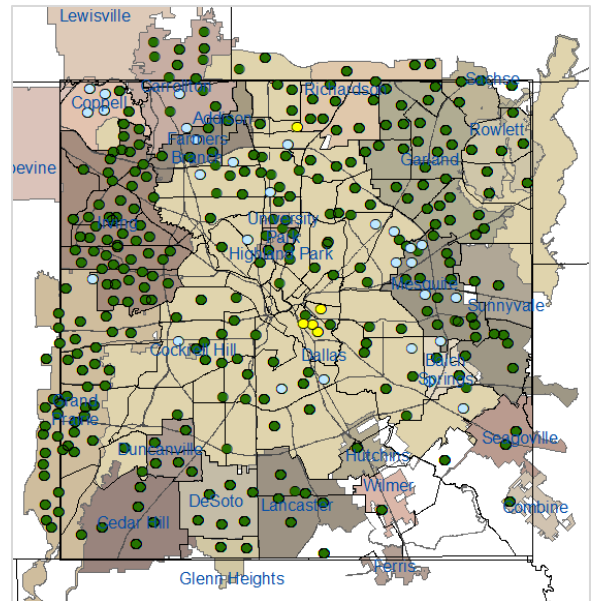 Lewisville
Carrollton
Coppell
Addison
Richardson
Sachse
Farmers
Branch
Rowlett
Garland
pevine
Irving
University
Park
Highland Park
Mesquite
Sunnyvale
Cockrell Hill
Dallas
Balch
Springs
Grand
Prairie
Duncanville
Hutchins
Seagoville
Wilmer
DeSoto
Lancaster
Combine
Cedar Hill
Ferris
Glenn Heights